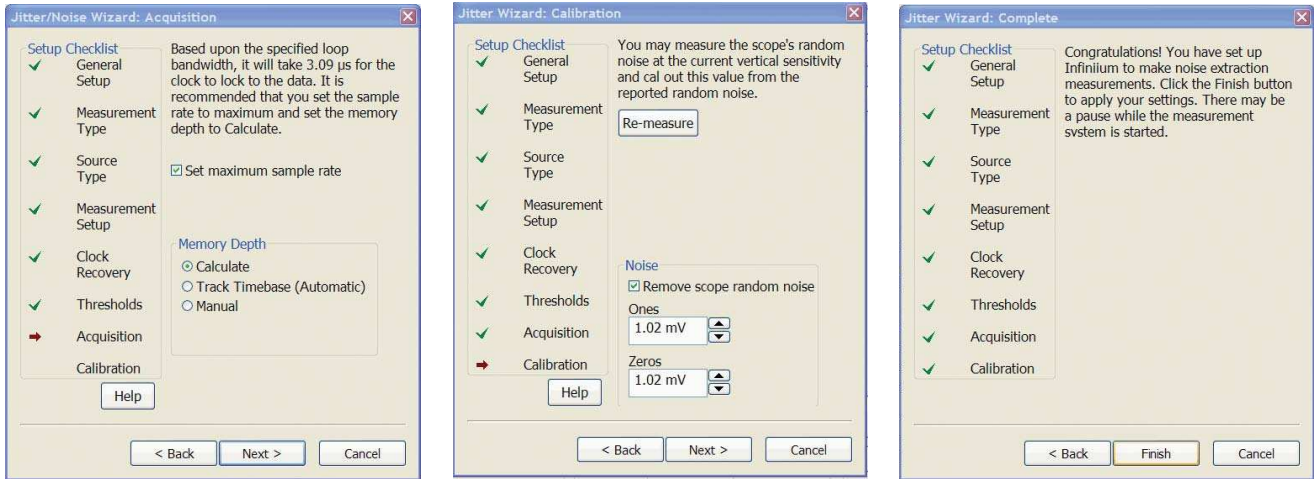 Jitter/Noise Wizard: Acquisition
Setup Checklist
General
Setup
Measurement
Type
Source
Type
Measurement
Setup
Clock
Recovery
Thresholds
Acquisition
Calibration
Help
Based upon the specified loop
bandwidth, it will take 3.09 µs for the
clock to lock to the data. It is
recommended that you set the sample
rate to maximum and set the memory
depth to Calculate.
Set maximum sample rate
Memory Depth
Calculate
Track Timebase (Automatic)
Manual
< Back
Next >
Cancel
Jitter Wizard: Calibration
Setup Checklist
General
Setup
Measurement
Type
Source
Type
Measurement
Setup
Clock
Recovery
Thresholds
Acquisition
Calibration
Help
You may measure the scope's random
noise at the current vertical sensitivity
and cal out this value from the
reported random noise.
Re-measure
Noise
Remove scope random noise
Ones
1.02 mV
Zeros
1.02 mV
< Back
Next >
Cancel
Jitter Wizard: Complete
Setup Checklist
General
Setup
Measurement
Type
Source
Type
Measurement
Setup
Clock
Recovery
Thresholds
Acquisition
Calibration
Congratulations! You have set up
Infiniium to make noise extraction
measurements. Click the Finish button
to apply your settings. There may be
a pause while the measurement
system is started.
< Back
Finish
Cancel